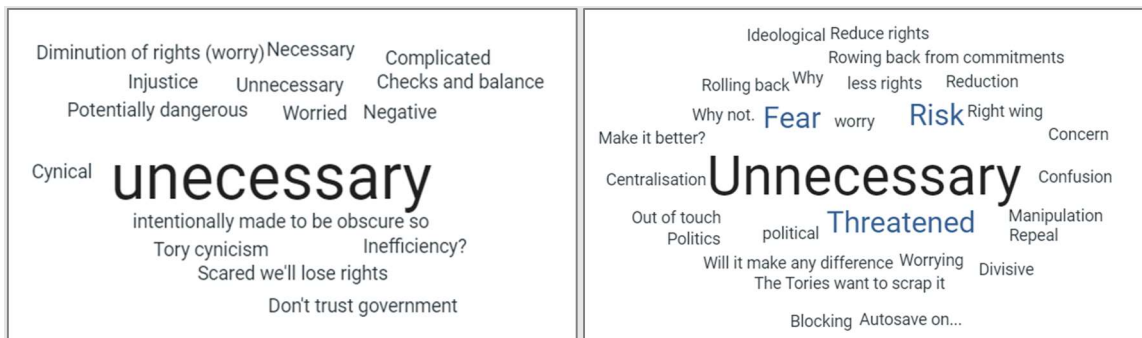 Diminution of rights (worry) Necessary
Complicated
Injustice Unnecessary Checks and balance
Potentially dangerous Worried Negative
Cynical
unecessary
intentionally made to be obscure so
Tory cynicism Inefficiency?
Scared we'll lose rights
Don't trust government
Ideological Reduce rights
Rowing back from commitments
Rolling back Why less rights Reduction
Why not. Fear worry Risk Right wing
Make it better? Concern
Centralisation Unnecessary Confusion
Out of touch Threatened Manipulation
Politics political Repeal
Will it make any difference Worrying Divisive
The Tories want to scrap it
Blocking Autosave on...